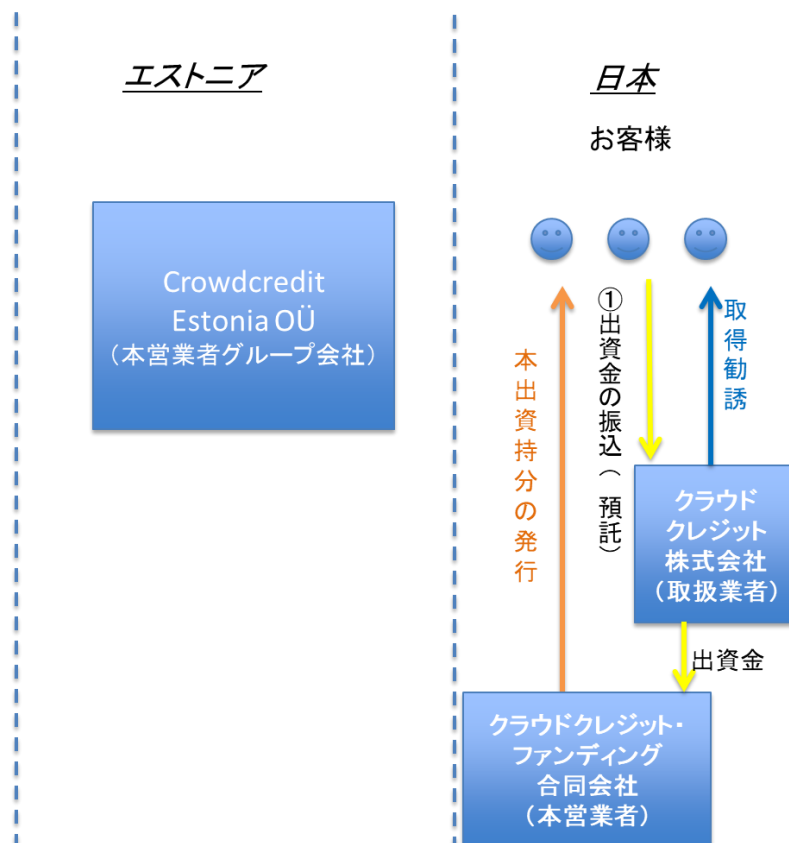 エストニア
日本
お客様
Crowdcredit
Estonia OÜ
（本営業者グループ会社）
本出資持分の発行
①出資金の振込（預託）
取得勧誘
クラウド
クレジット
株式会社
（取扱業者）
出資金
クラウドクレジット・
ファンディング
合同会社
（本営業者）